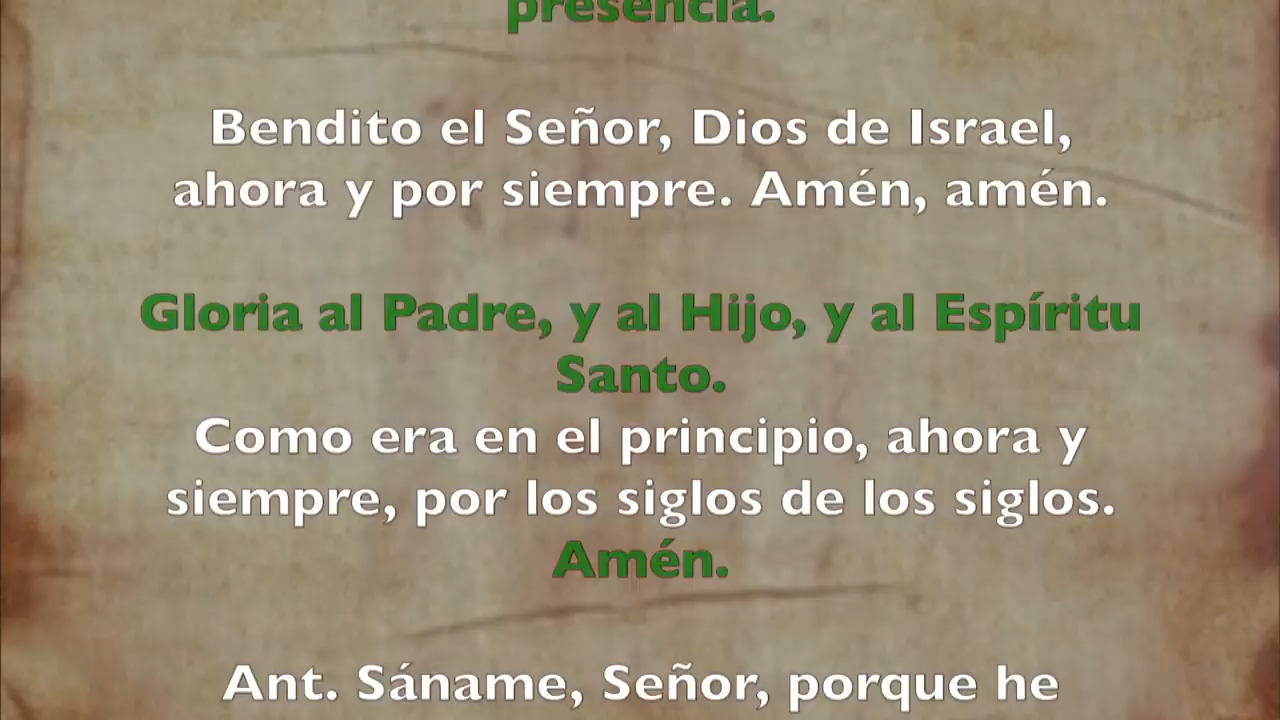 presencia.
Bendito el Señor, Dios de Israel,
ahora y por siempre. Amén, amén.
Gloria al Padre, y al Hijo, y al Espíritu
Santo.
Como era en el principio, ahora y
siempre, por los siglos de los siglos.
Amén.
Ant. Sáname, Señor, porque he